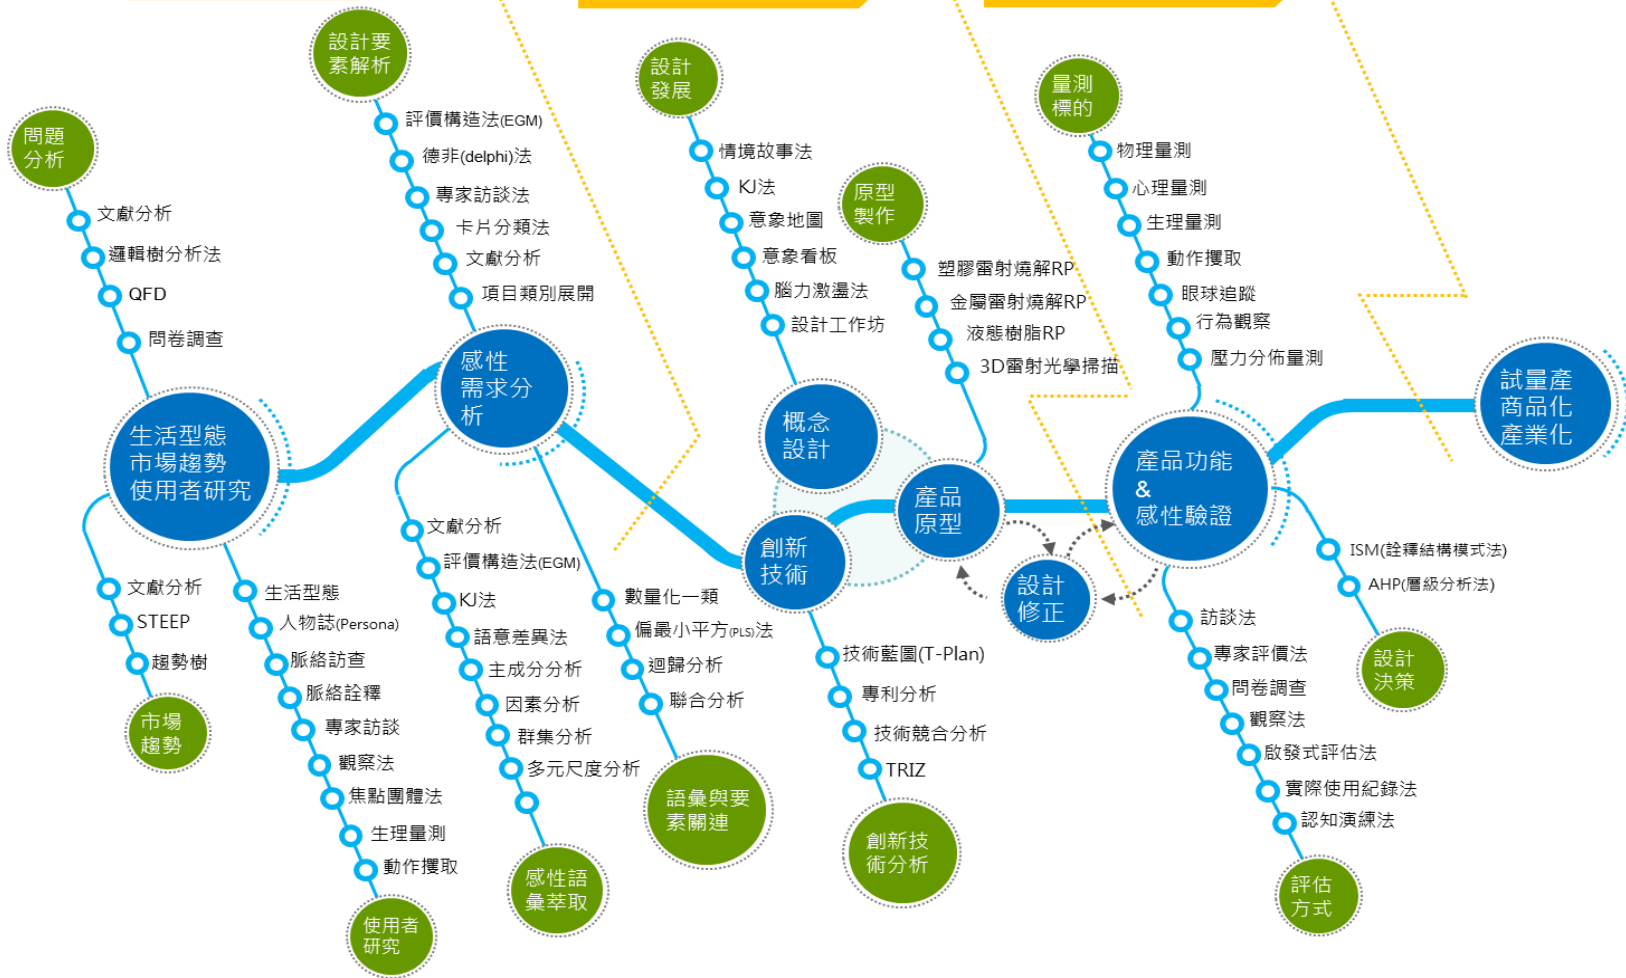 設計要
素解析
評價構造法(EGM)
德菲(delphi)法
專家訪談法
卡片分類法
文獻分析
項目類別展開
問題
分析
文獻分析
邏輯樹分析法
QFD
問卷調查
設計
發展
情境故事法
KJ法
意象地圖
意象看板
腦力激盪法
設計工作坊
原型
製作
塑膠雷射燒解RP
金屬雷射燒解RP
液態樹脂RP
3D雷射光學掃描
量測
標的
物理量測
心理量測
生理量測
動作攫取
眼球追蹤
行為觀察
壓力分佈量測
生活型態
市場趨勢
使用者研究
感性
需求分
析
概念
設計
創新
技術
產品
原型
設計
修正
產品功能
&
感性驗證
試量產
商品化
產業化
文獻分析
STEEP
趨勢樹
市場
趨勢
生活型態
人物誌(Persona)
脈絡訪查
脈絡詮釋
專家訪談
觀察法
焦點團體法
生理量測
動作攫取
使用者
研究
文獻分析
評價構造法(EGM)
KJ法
語意差異法
主成分分析
因素分析
群集分析
多元尺度分析
感性語
彙萃取
數量化一類
偏最小平方(PLS)法
迴歸分析
聯合分析
語彙與要
素關連
技術藍圖(T-Plan)
專利分析
技術競合分析
TRIZ
創新技
術分析
訪談法
專家評價法
問卷調查
觀察法
啟發式評估法
實際使用紀錄法
認知演練法
評估
方式
ISM(詮釋結構模式法)
AHP(層級分析法)
設計
決策